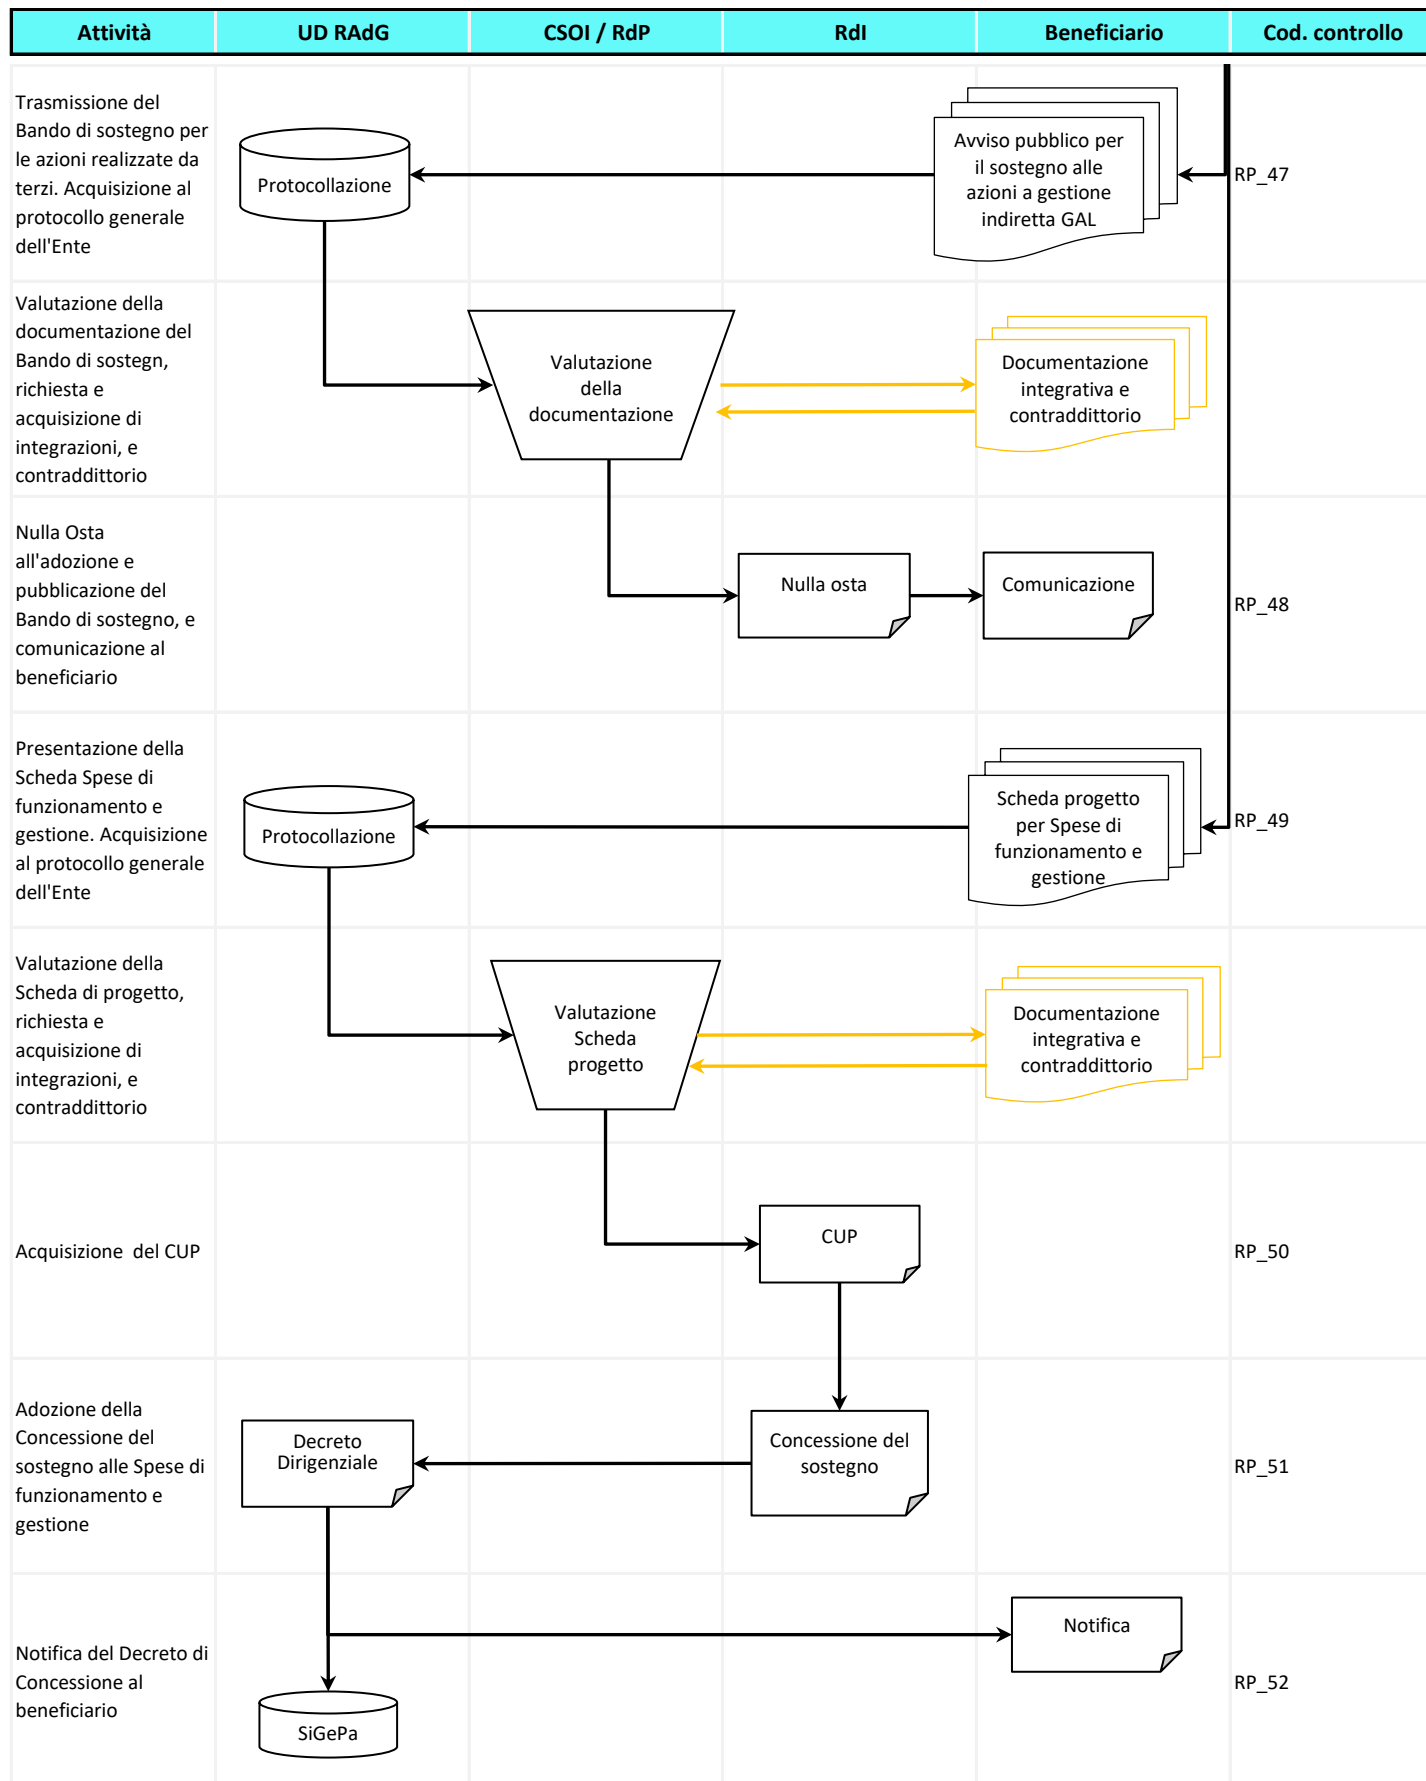 Attività
UD RAdG
CSOI / RdP
RdI
Beneficiario
Cod. controllo
Trasmissione del
Bando di sostegno per
le azioni realizzate da
terzi. Acquisizione al
protocollo generale
dell'Ente
Protocollazione
Avviso pubblico per
il sostegno alle
azioni a gestione
indiretta GAL
RP_47
Valutazione della
documentazione del
Bando di sostegn,
richiesta e
acquisizione di
integrazioni, e
contraddittorio
Valutazione
della
documentazione
Documentazione
integrativa e
contraddittorio
Nulla Osta
all'adozione e
pubblicazione del
Bando di sostegno, e
comunicazione al
beneficiario
Nulla osta
Comunicazione
RP_48
Presentazione della
Scheda Spese di
funzionamento e
gestione. Acquisizione
al protocollo generale
dell'Ente
Protocollazione
Scheda progetto
per Spese di
funzionamento e
gestione
RP_49
Valutazione della
Scheda di progetto,
richiesta e
acquisizione di
integrazioni, e
contraddittorio
Valutazione
Scheda
progetto
Documentazione
integrativa e
contraddittorio
Acquisizione  del CUP
CUP
RP_50
Adozione della
Concessione del
sostegno alle Spese di
funzionamento e
gestione
Decreto
Dirigenziale
Concessione del
sostegno
RP_51
Notifica del Decreto di
Concessione al
beneficiario
SiGePa
Notifica
RP_52